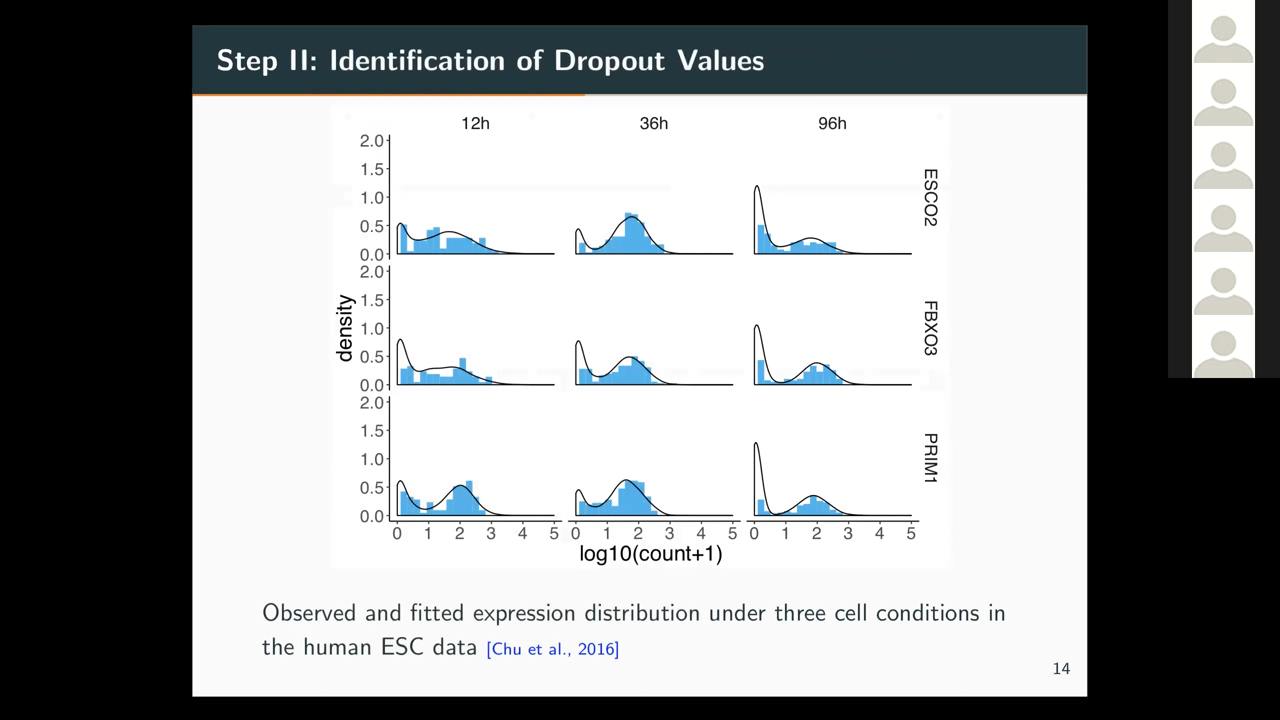 Step II: Identification of Dropout Values
12h 36h 96h
2.0
1.5
1.0
0.5
0.0
ESCO2
2.0
1.5
1.0
0.5
0.0
FBXO3
density
2.0
1.5
1.0
0.5
0.0
PRIM1
0 1 2 3 4 5 0 1 2 3 4 5 0 1 2 3 4 5
log10(count+1)
Observed and fitted expression distribution under three cell conditions in
the human ESC data [Chu et al., 2016]
14